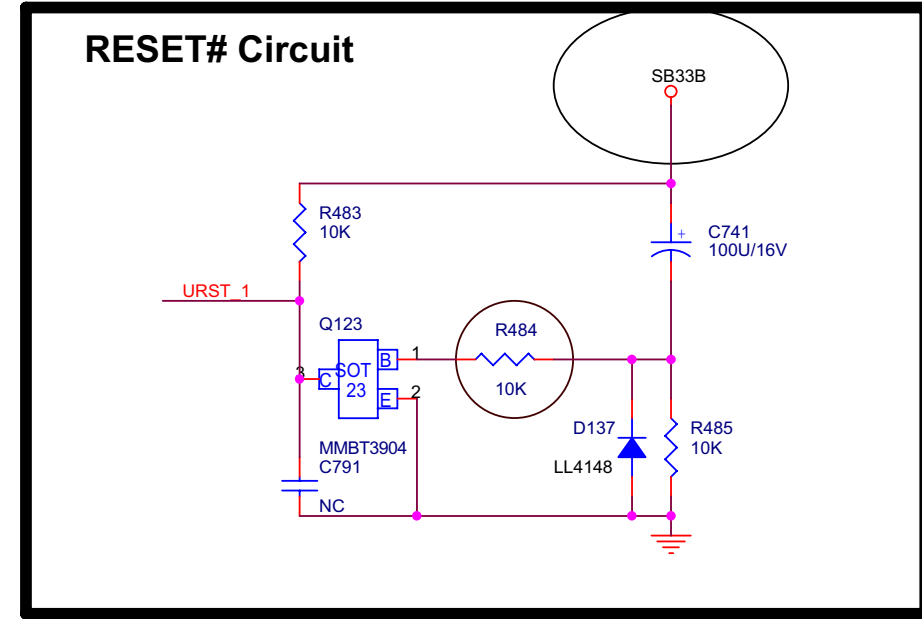 RESET# Circuit
SB33B
R483
10K
+
C741
100U/16V
URST_1
Q123
R484
1
B
3
C
SOT
23
10K
2
E
D137
R485
10K
MMBT3904
C791
LL4148
NC